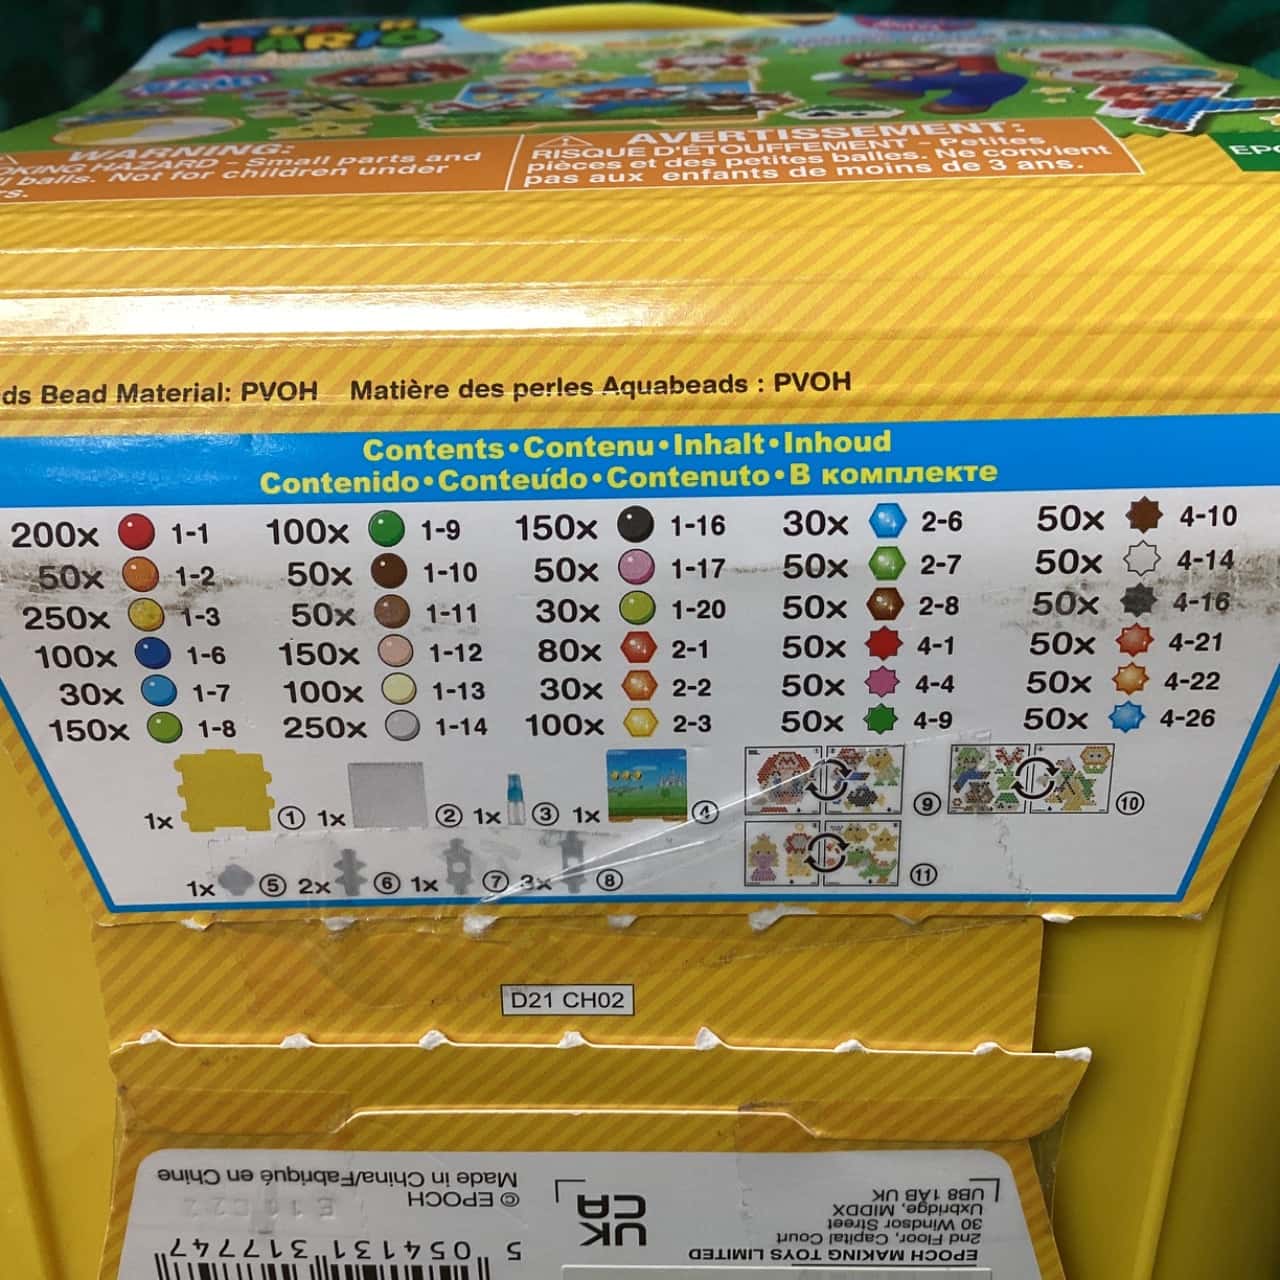 SUPER
MARIO
WARNING:
OKING HAZARD - Small parts and
l balls. Not for children under
rs.
AVERTISSEMENT:
RISQUE D'ÉTOUFFEMENT - Petites
pièces et des petites balles. Ne convient
pas aux enfants de moins de 3 ans.
EPO
ds Bead Material: PVOH Matière des perles Aquabeads : PVOH
Contents•Contenu•Inhalt•Inhoud
Contenido•Conteúdo•Contenuto•В комплекте
200x 1-1 100x 1-9 150x 1-16 30x 2-6 50x 4-10
50x 1-2 50x 1-10 50x 1-17 50x 2-7 50x 4-14
250x 1-3 50x 1-11 30x 1-20 50x 2-8 50x 4-16
100x 1-6 150x 1-12 80x 2-1 50x 4-1 50x 4-21
30x 1-7 100x 1-13 30x 2-2 50x 4-4 50x 4-22
150x 1-8 250x 1-14 100x 2-3 50x 4-9 50x 4-26
1x ① 1x ② 1x ③ 1x ④ ⑨ ⑩
1x ⑤ 2x ⑥ 1x ⑦ 3x ⑧ ⑪
D21 CH02
EPOCH MAKING TOYS LIMITED
2nd Floor, Capital Court
30 Windsor Street
Uxbridge, MIDDX
UB8 1AB UK
UK
CA
5 054131 317747
© EPOCH
Made in China/Fabriqué en Chine